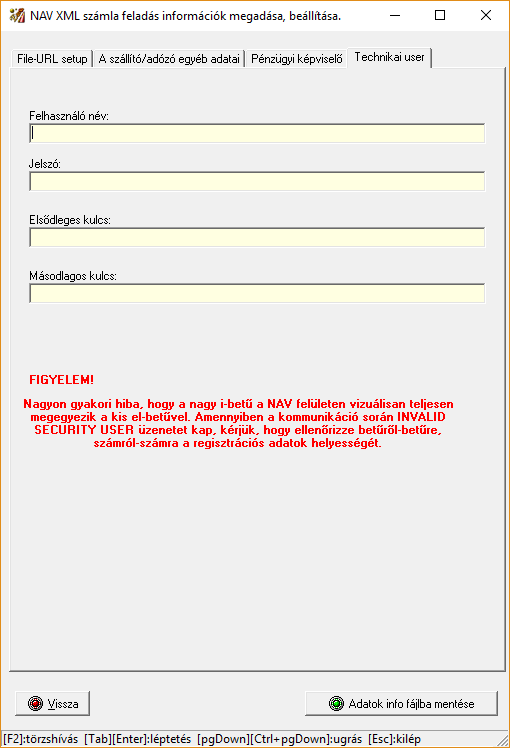 NAV XML számla feladás információk megadása, beállítása.
File-URL setup A szállító/adózó egyéb adatai Pénzügyi képviselő Technikai user
Felhasználó név:
Jelszó:
Elsődleges kulcs:
Másodlagos kulcs:
FIGYELEM!
Nagyon gyakori hiba, hogy a nagy i-betű a NAV felületen vizuálisan teljesen
megegyezik a kis el-betűvel. Amennyiben a kommunikáció során INVALID
SECURITY USER üzenetet kap, kérjük, hogy ellenőrizze betűről-betűre,
számról-számra a regisztrációs adatok helyességét.
Vissza Adatok info fájlba mentése
[F2]:törzshívás [Tab][Enter]:léptetés [pgDown][Ctrl+pgDown]:ugrás [Esc]:kilép